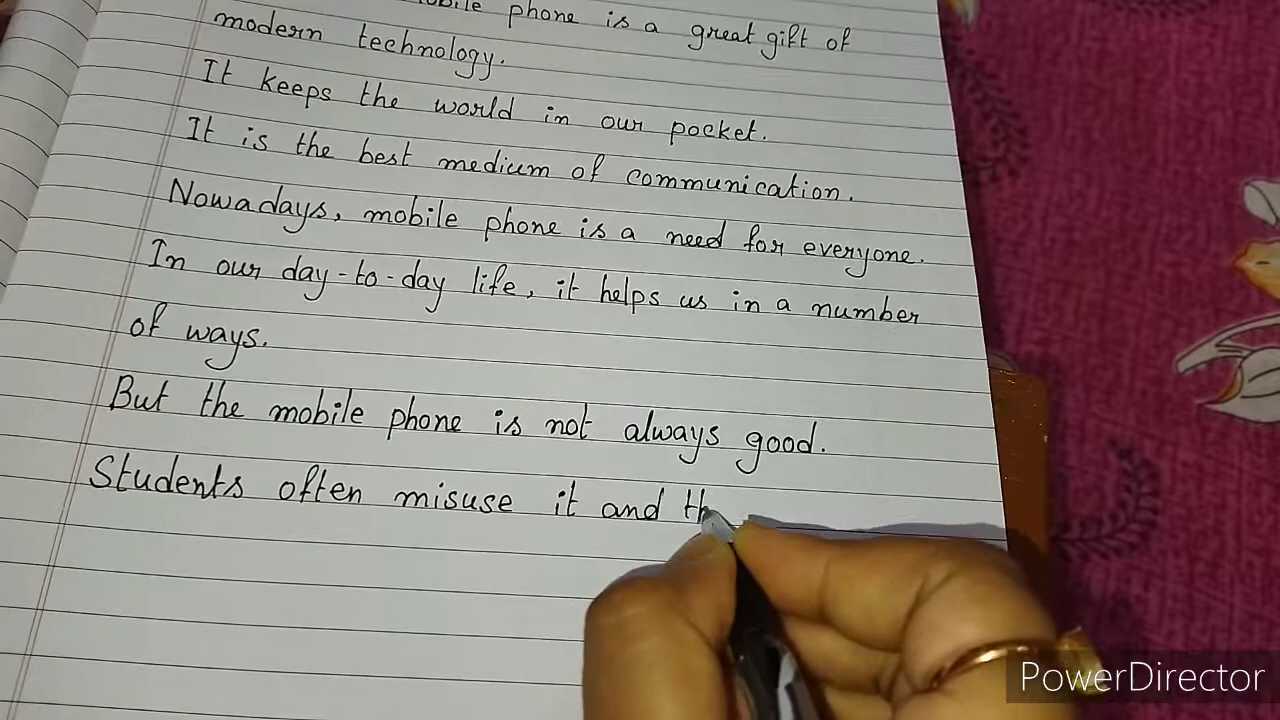 phone is a great gift of
modern technology.
It keeps the world in our pocket.
It is the best medium of communication.
Nowadays, mobile phone is a need for everyone.
In our day-to-day life, it helps us in a number
of ways.
But the mobile phone is not always good.
Students often misuse it and th
PowerDirector